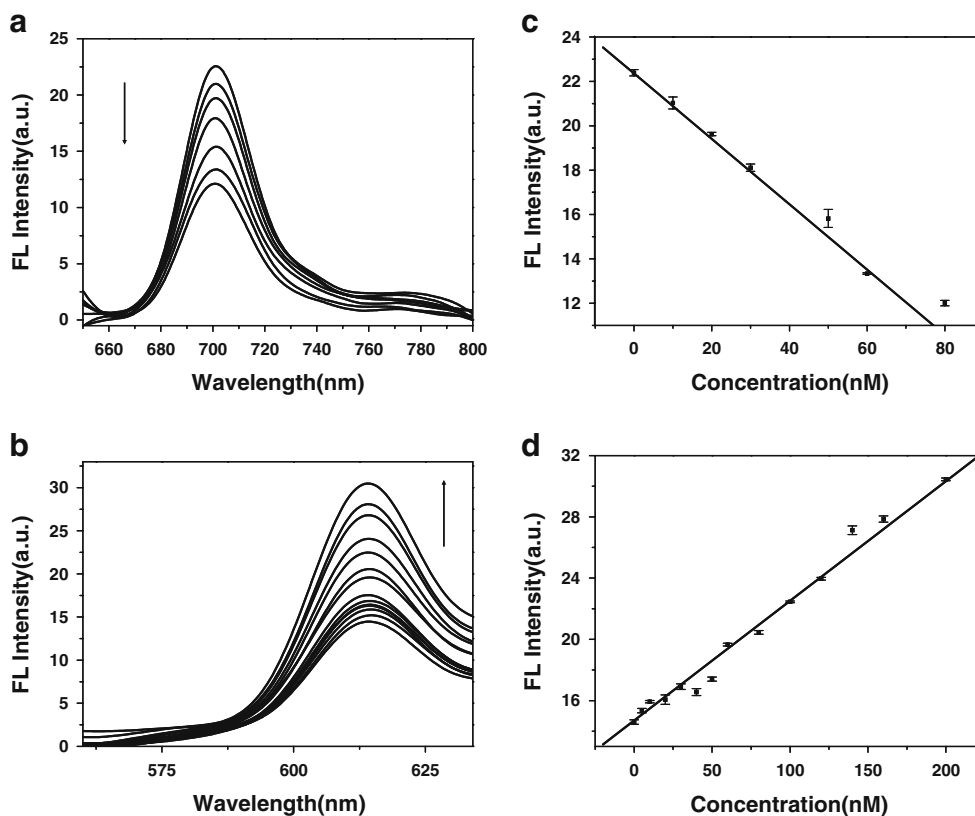 a
25
20
15
10
5
0
FL Intensity(a.u.)
660 680 700 720 740 760 780 800
Wavelength(nm)
c
24
22
20
18
16
14
12
FL Intensity(a.u.)
0 20 40 60 80
Concentration(nM)
b
30
25
20
15
10
5
0
FL Intensity(a.u.)
575 600 625
Wavelength(nm)
d
32
28
24
20
16
FL Intensity(a.u.)
0 50 100 150 200
Concentration(nM)